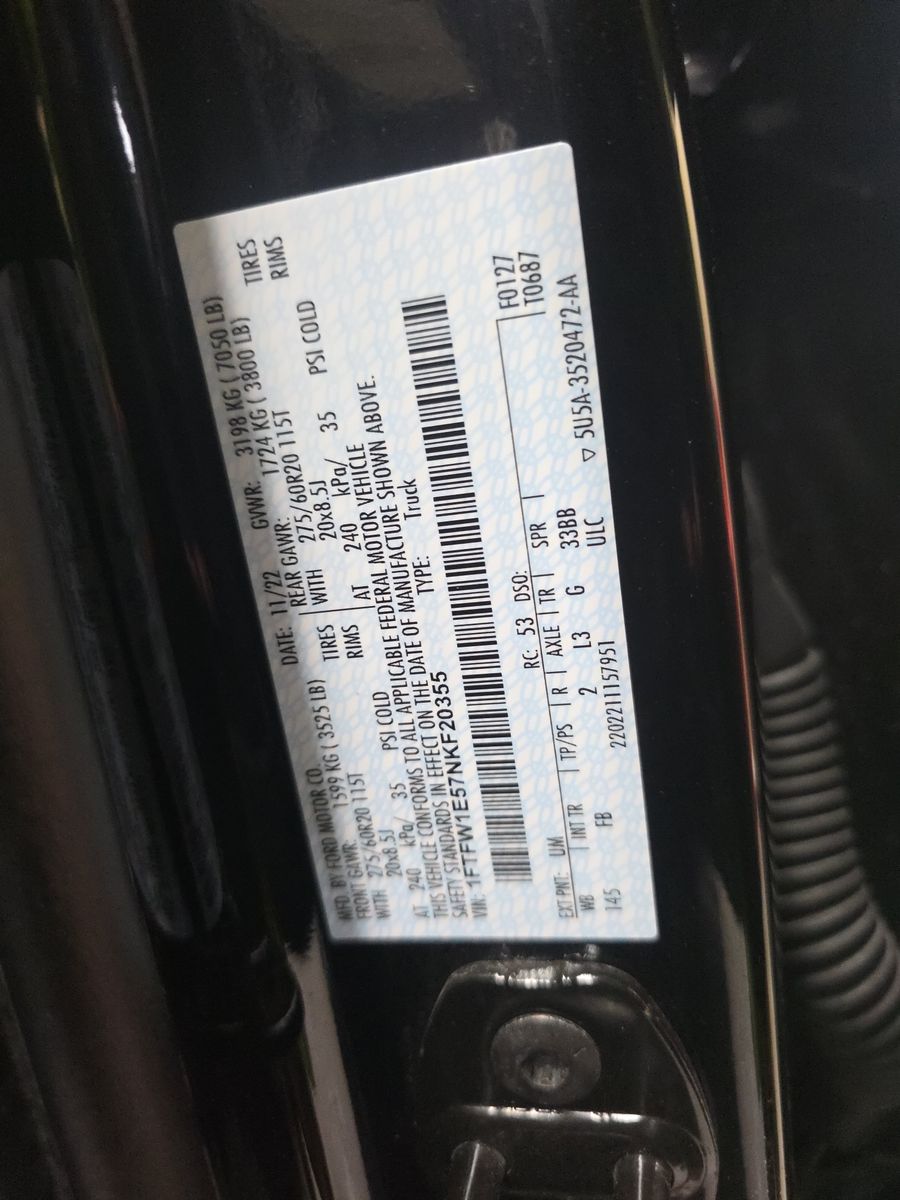 MFD. BY FORD MOTOR CO.
DATE: 11/22 GVWR: 3198 KG ( 7050 LB)
FRONT GAWR: 1599 KG ( 3525 LB) REAR GAWR: 1724 KG ( 3800 LB)
WITH 275/60R20 115T TIRES WITH 275/60R20 115T TIRES
20x8.5J RIMS 20x8.5J RIMS
AT 240 kPa/ 35 PSI COLD AT 240 kPa/ 35 PSI COLD
THIS VEHICLE CONFORMS TO ALL APPLICABLE FEDERAL MOTOR VEHICLE
SAFETY STANDARDS IN EFFECT ON THE DATE OF MANUFACTURE SHOWN ABOVE.
VIN: 1FTFW1E57NKF20355 TYPE: Truck
F0127
T0687
EXT PNT: UM RC: 53 DSO:
WB INT TR TP/PS R AXLE TR SPR
145 FB 2 L3 G 33BB
220221157951 ULC
▽ 5U5A-3520472-AA